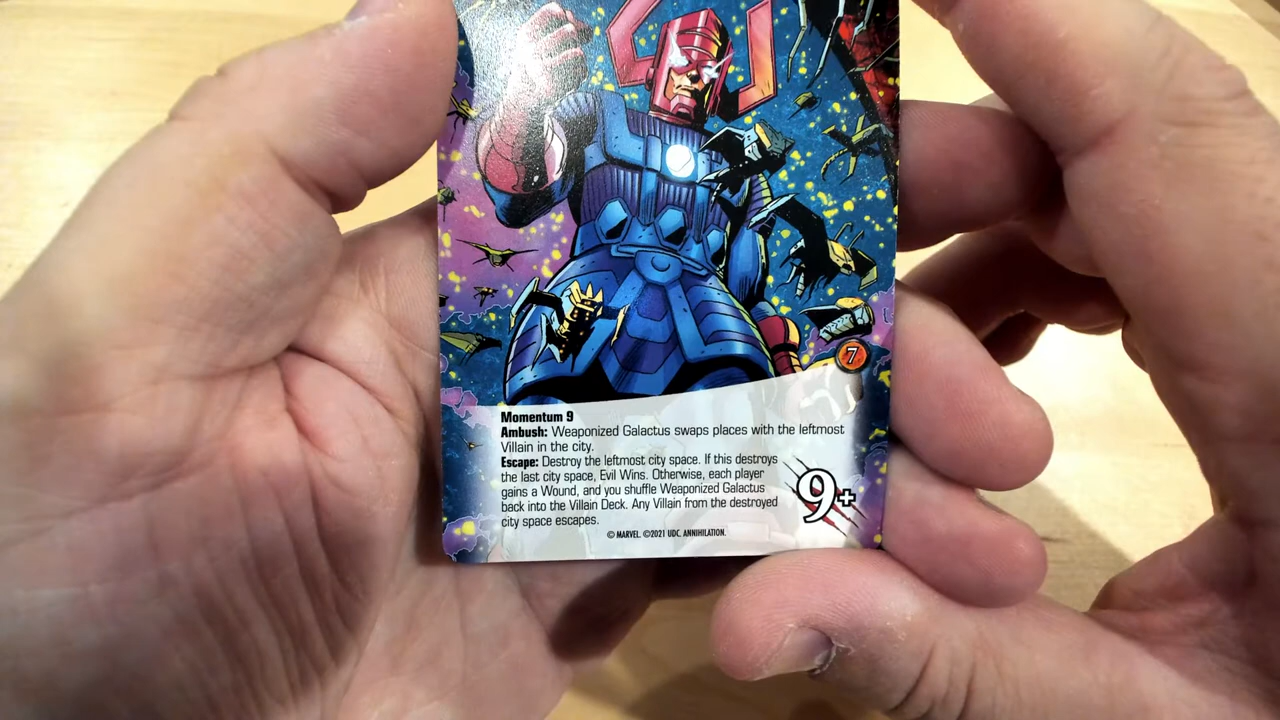 7
Momentum 9
Ambush: Weaponized Galactus swaps places with the leftmost
Villain in the city.
Escape: Destroy the leftmost city space. If this destroys
the last city space, Evil Wins. Otherwise, each player
gains a Wound, and you shuffle Weaponized Galactus
back into the Villain Deck. Any Villain from the destroyed
city space escapes.
9+
© MARVEL. ©2021 UDC. ANNIHILATION.